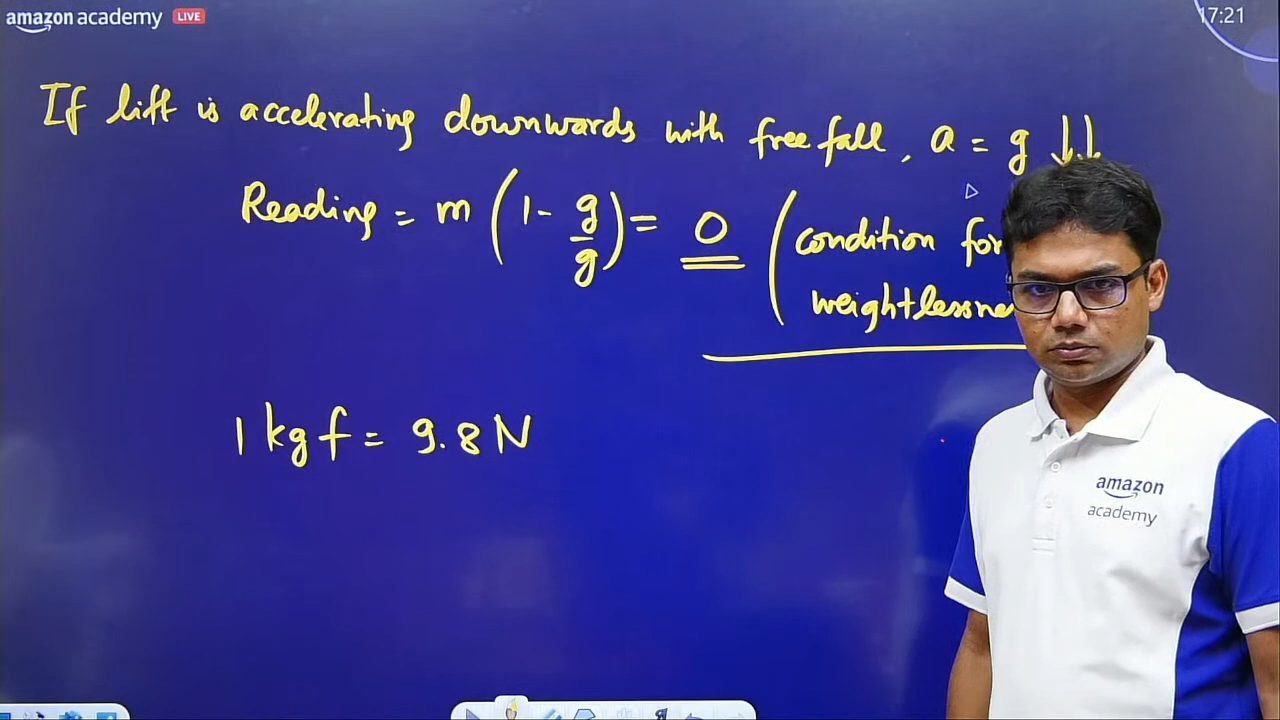 amazon academy LIVE
17:21
If lift is accelerating downwards with free fall, a = g ↓↓
Reading = m (1 - g/g) = 0 (condition for
weightlessne
1 kgf = 9.8 N
amazon
academy